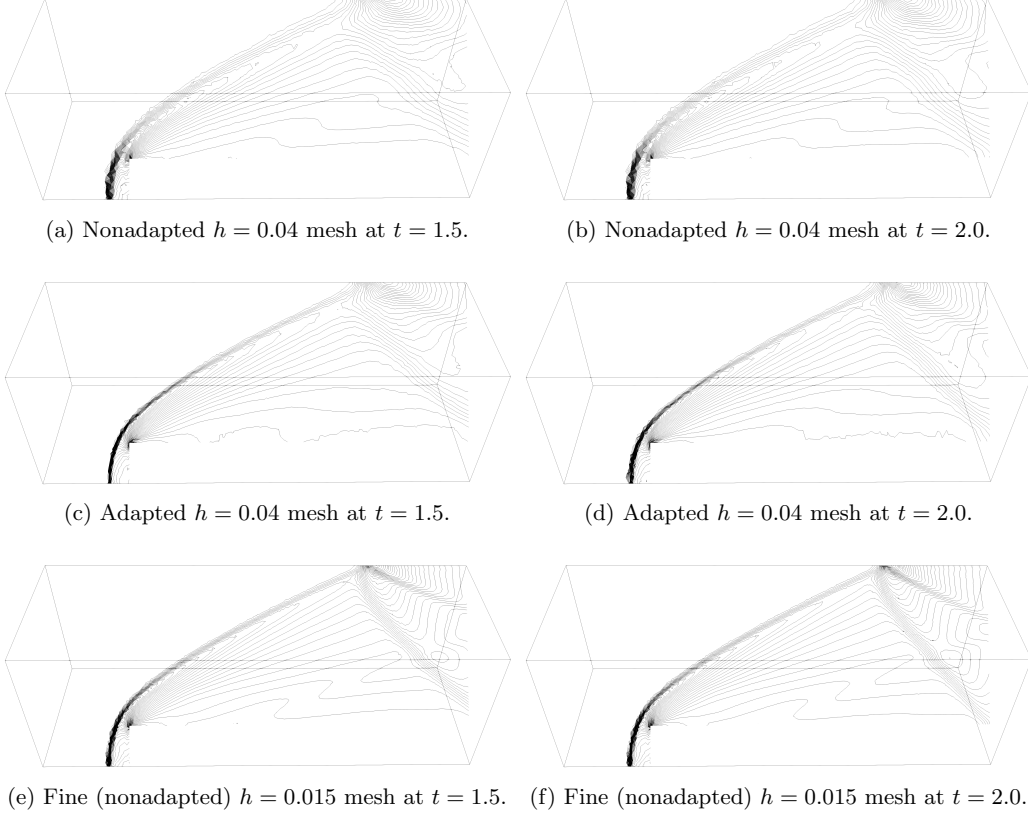 (a) Nonadapted h = 0.04 mesh at t = 1.5.
(b) Nonadapted h = 0.04 mesh at t = 2.0.
(c) Adapted h = 0.04 mesh at t = 1.5.
(d) Adapted h = 0.04 mesh at t = 2.0.
(e) Fine (nonadapted) h = 0.015 mesh at t = 1.5.
(f) Fine (nonadapted) h = 0.015 mesh at t = 2.0.